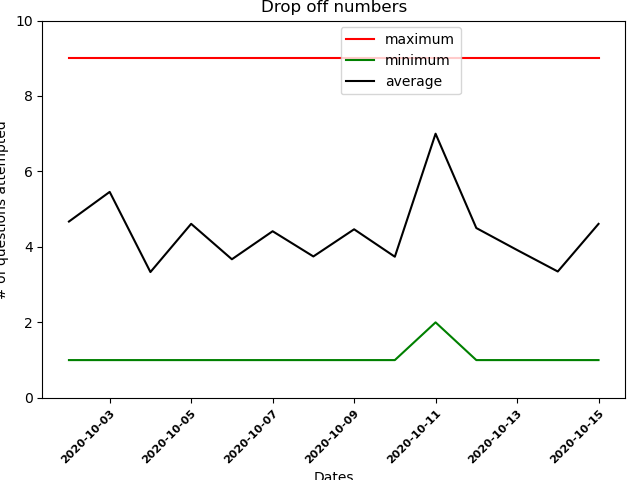 Drop off numbers
maximum
minimum
average
# of questions attempted
10
8
6
4
2
0
2020-10-03
2020-10-05
2020-10-07
2020-10-09
2020-10-11
2020-10-13
2020-10-15
Dates